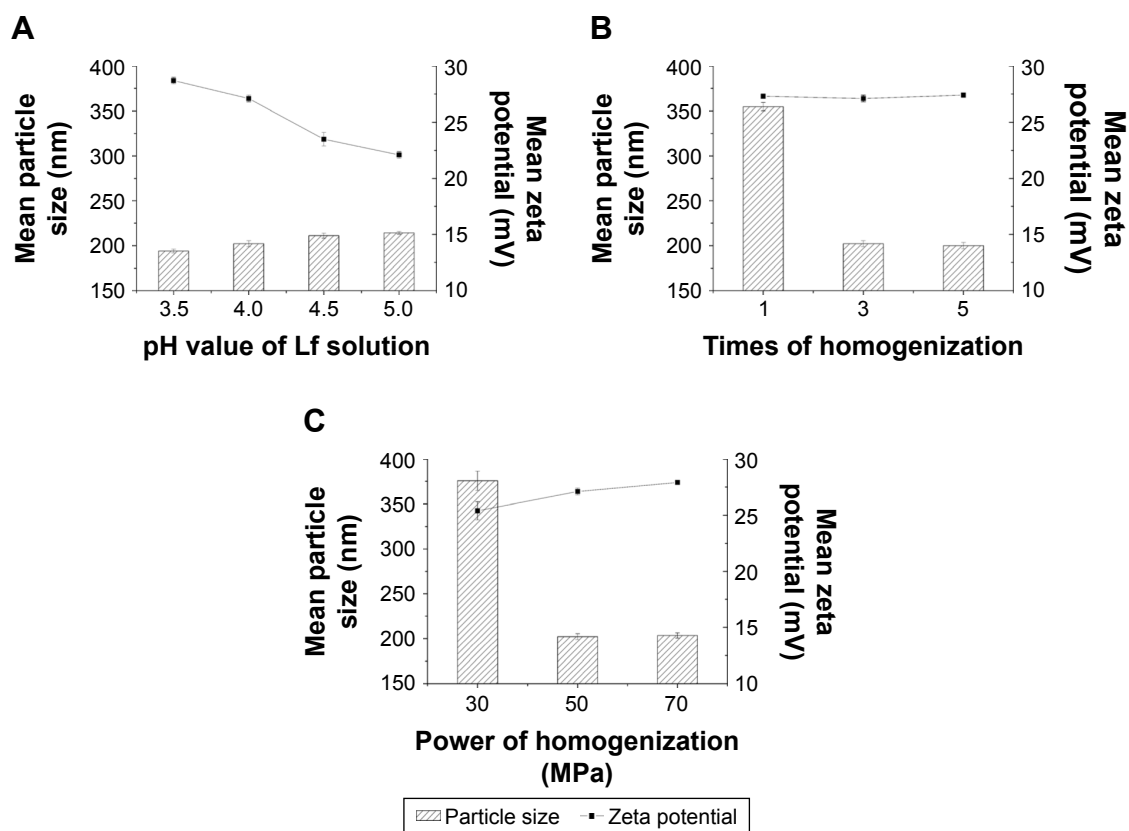 A
Mean particle
size (nm)
400
350
300
250
200
150
30
25
20
15
10
Mean zeta
potential (mV)
3.5 4.0 4.5 5.0
pH value of Lf solution
B
Mean particle
size (nm)
400
350
300
250
200
150
30
25
20
15
10
Mean zeta
potential (mV)
1 3 5
Times of homogenization
C
Mean particle
size (nm)
400
350
300
250
200
150
30
25
20
15
10
Mean zeta
potential (mV)
30 50 70
Power of homogenization
(MPa)
Particle size Zeta potential